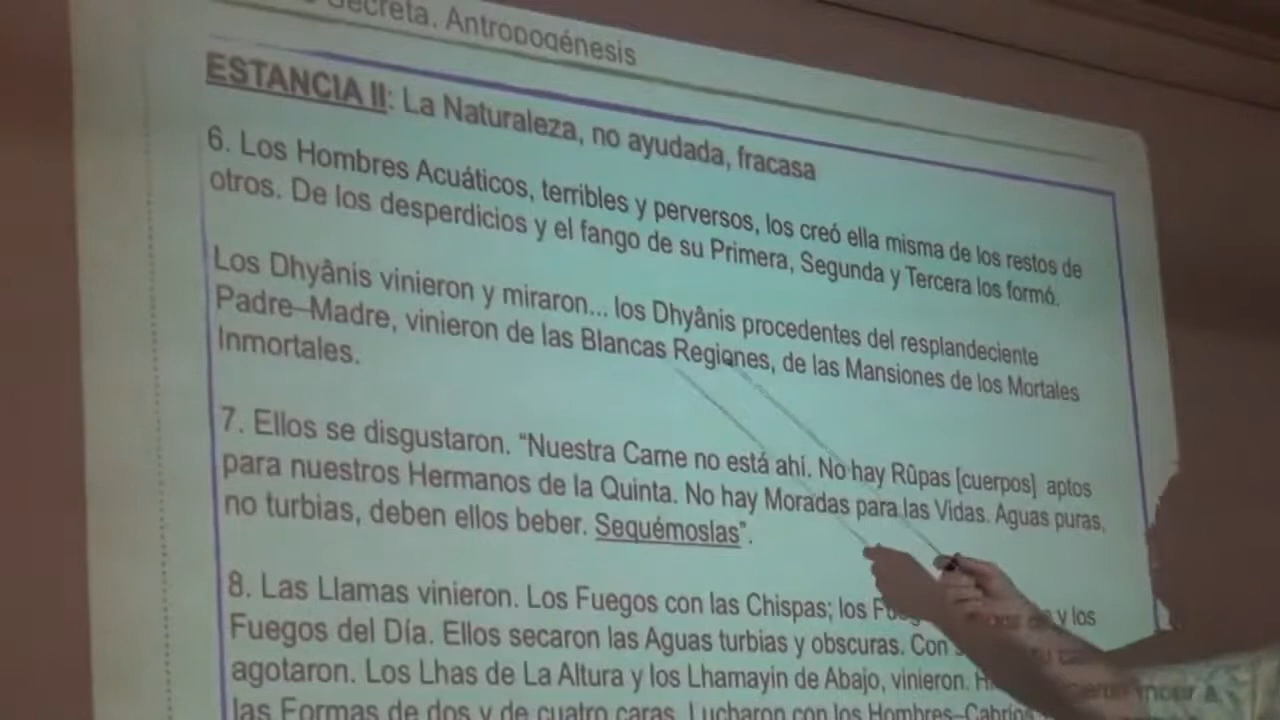 Secreta. Antropogénesis
ESTANCIA II: La Naturaleza, no ayudada, fracasa
6. Los Hombres Acuáticos, terribles y perversos, los creó ella misma de los restos de
otros. De los desperdicios y el fango de su Primera, Segunda y Tercera los formó.
Los Dhyânis vinieron y miraron... los Dhyânis procedentes del resplandeciente
Padre–Madre, vinieron de las Blancas Regiones, de las Mansiones de los Mortales
Inmortales.
7. Ellos se disgustaron. “Nuestra Carne no está ahí. No hay Rûpas [cuerpos] aptos
para nuestros Hermanos de la Quinta. No hay Moradas para las Vidas. Aguas puras,
no turbias, deben ellos beber. Sequémoslas”.
8. Las Llamas vinieron. Los Fuegos con las Chispas; los y los
Fuegos del Día. Ellos secaron las Aguas turbias y obscuras. Con
agotaron. Los Lhas de La Altura y los Lhamayin de Abajo, vinieron.
las Formas de dos y de cuatro caras. Lucharon con los Hombres–Cabríos